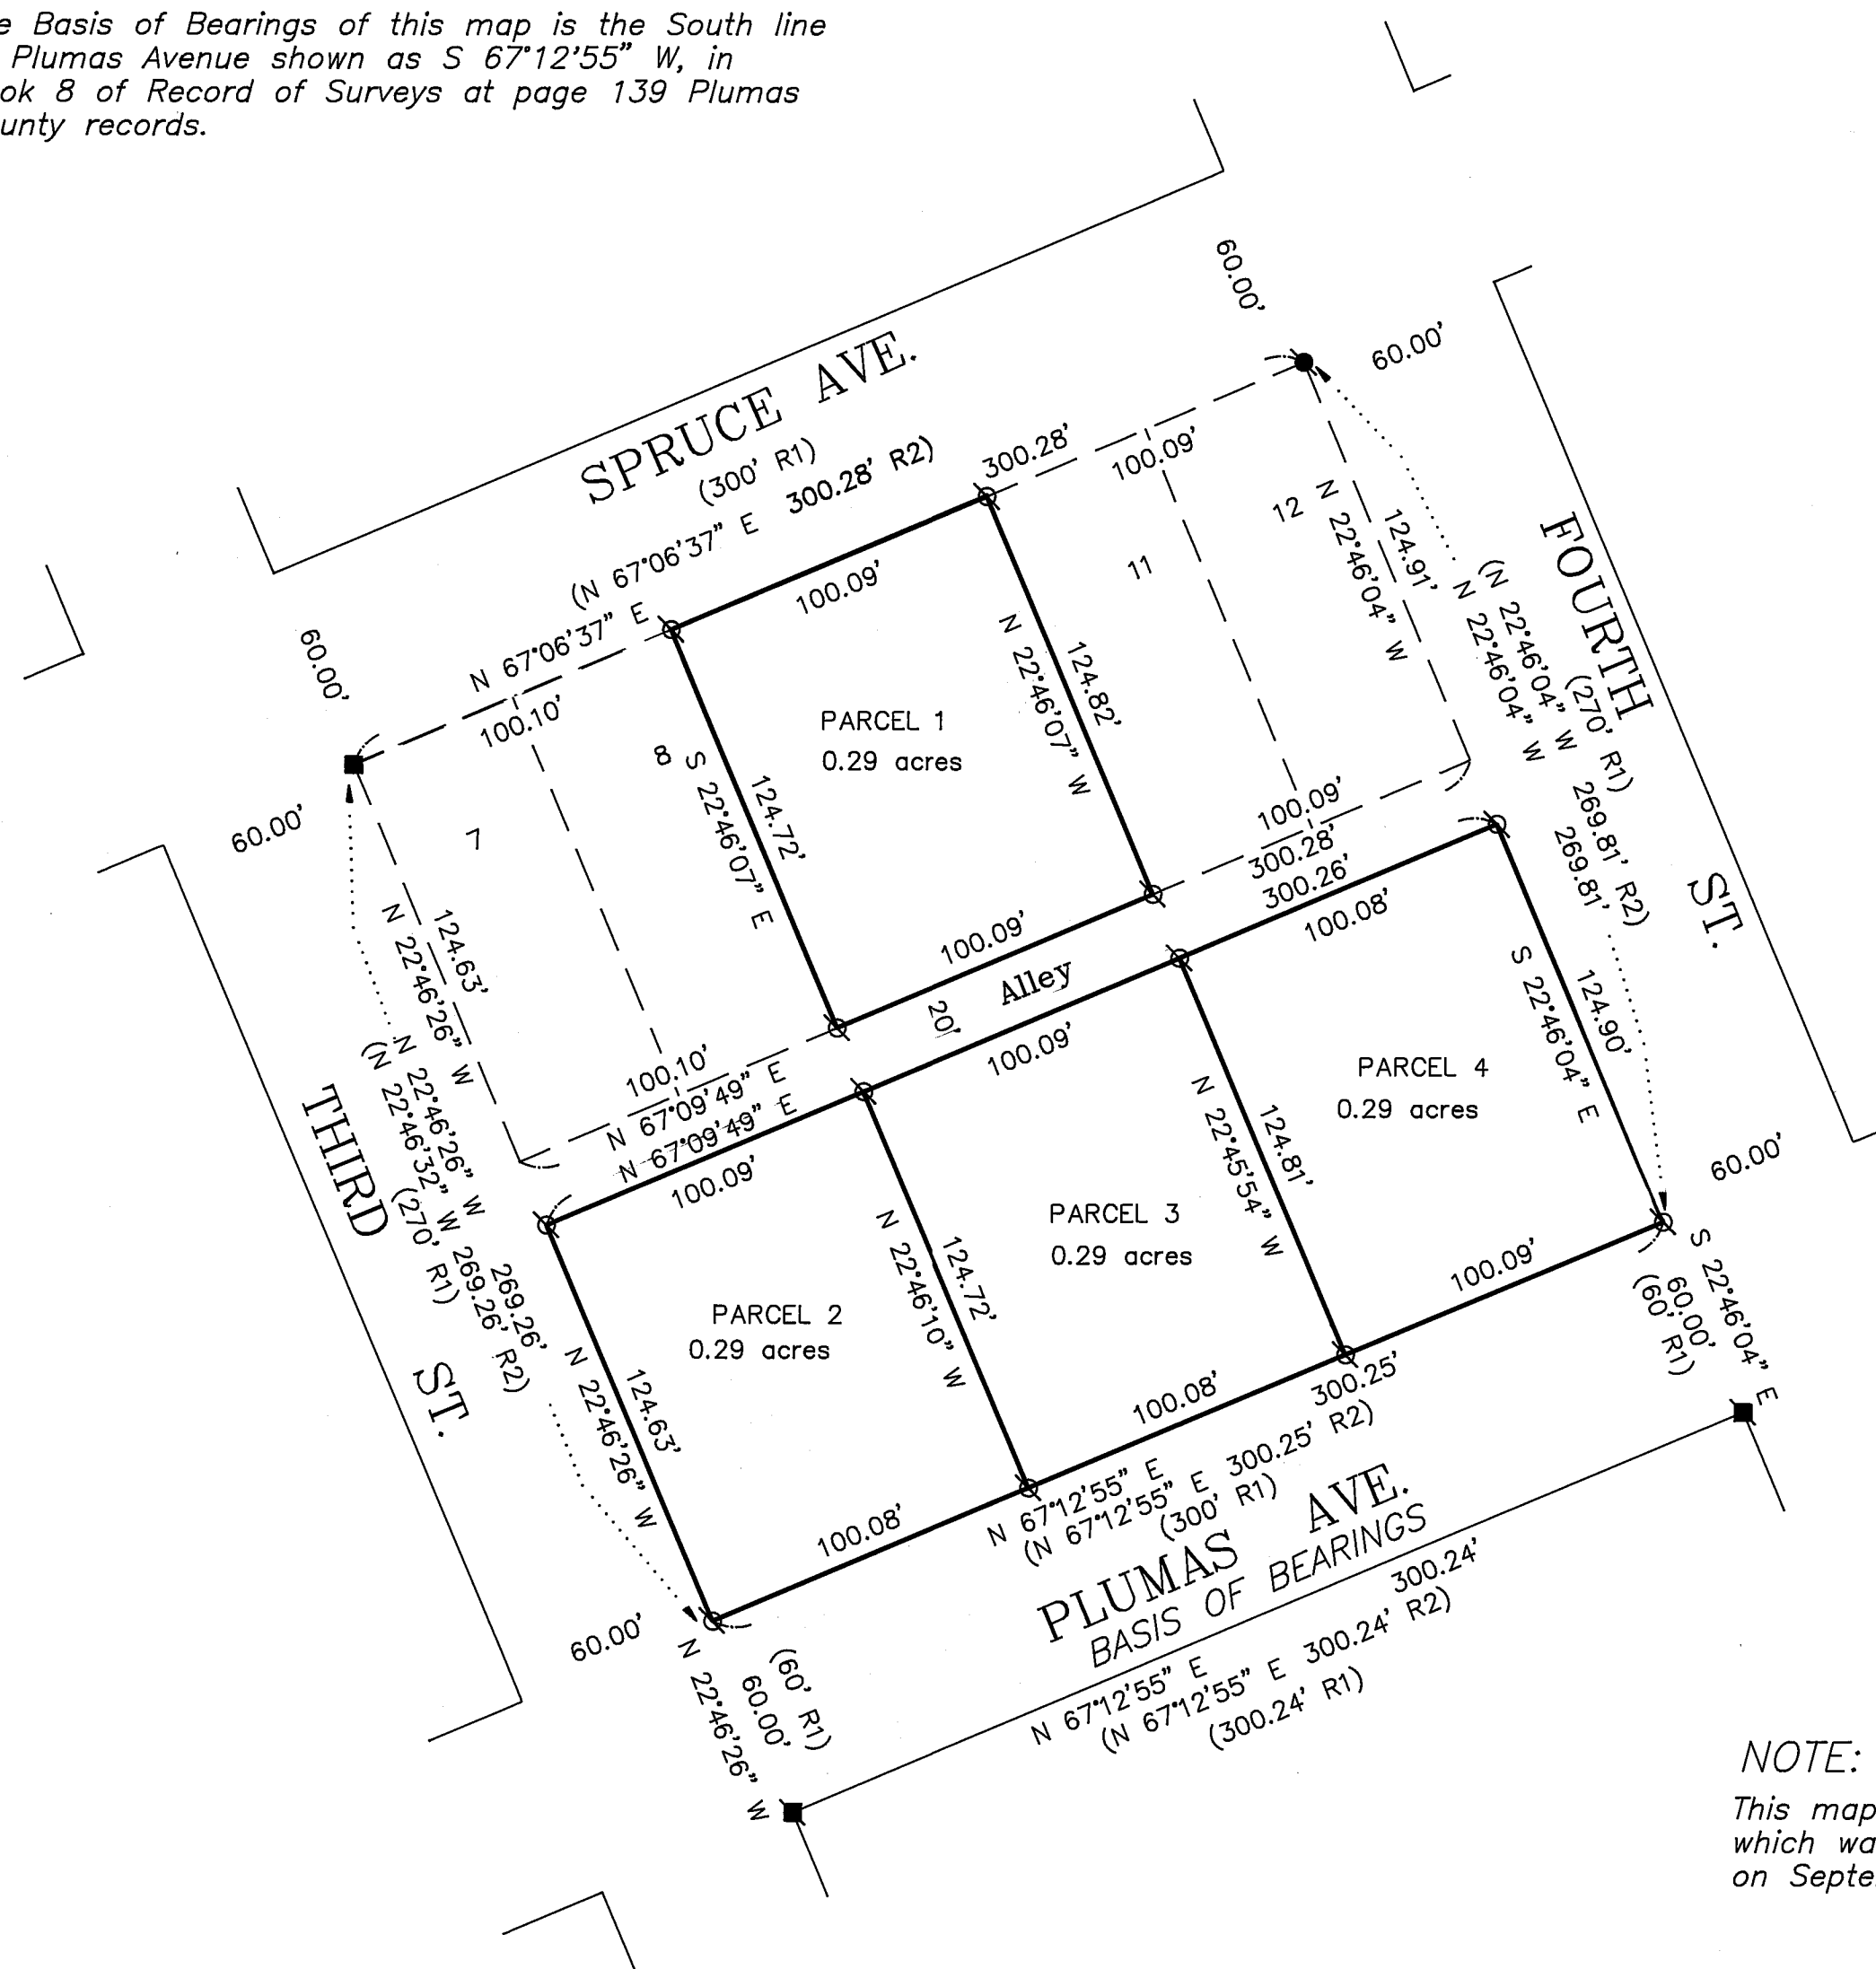 e Basis of Bearings of this map is the South line
Plumas Avenue shown as S 67°12'55" W, in
ok 8 of Record of Surveys at page 139 Plumas
unty records.
60.00'
60.00'
SPRUCE AVE.
(300' R1)
(N 67°06'37" E 300.28' R2)
N 67°06'37" E
300.28'
100.09'
100.09'
100.10'
60.00'
60.00'
12
11
N 22°46'04" W
124.91'
FOURTH ST.
(N 22°46'04" W 269.81' R2)
N 22°46'04" W 269.81'
(270' R1)
PARCEL 1
0.29 acres
N 22°46'07" W
124.82'
8
S 22°46'07" E
124.72'
7
N 22°46'26" W
124.63'
100.09'
300.28'
300.26'
100.09'
100.08'
Alley
20'
100.09'
100.10'
N 67°09'49" E
N 67°09'49" E
100.09'
THIRD ST.
N 22°46'26" W 269.26'
(N 22°46'32" W 269.26' R2)
(270' R1)
PARCEL 4
0.29 acres
S 22°46'04" E
124.90'
N 22°45'54" W
124.81'
60.00'
PARCEL 3
0.29 acres
N 22°46'10" W
124.72'
PARCEL 2
0.29 acres
N 22°46'26" W
124.63'
100.09'
S 22°46'04" E
60.00'
(60' R1)
100.08'
300.25'
100.08'
N 67°12'55" E
(N 67°12'55" E 300.25' R2)
(300' R1)
PLUMAS AVE.
BASIS OF BEARINGS
300.24'
N 67°12'55" E
(N 67°12'55" E 300.24' R2)
(300.24' R1)
60.00'
N 22°46'26" W
60.00'
(60' R1)
NOTE:
This map
which wa
on Septe